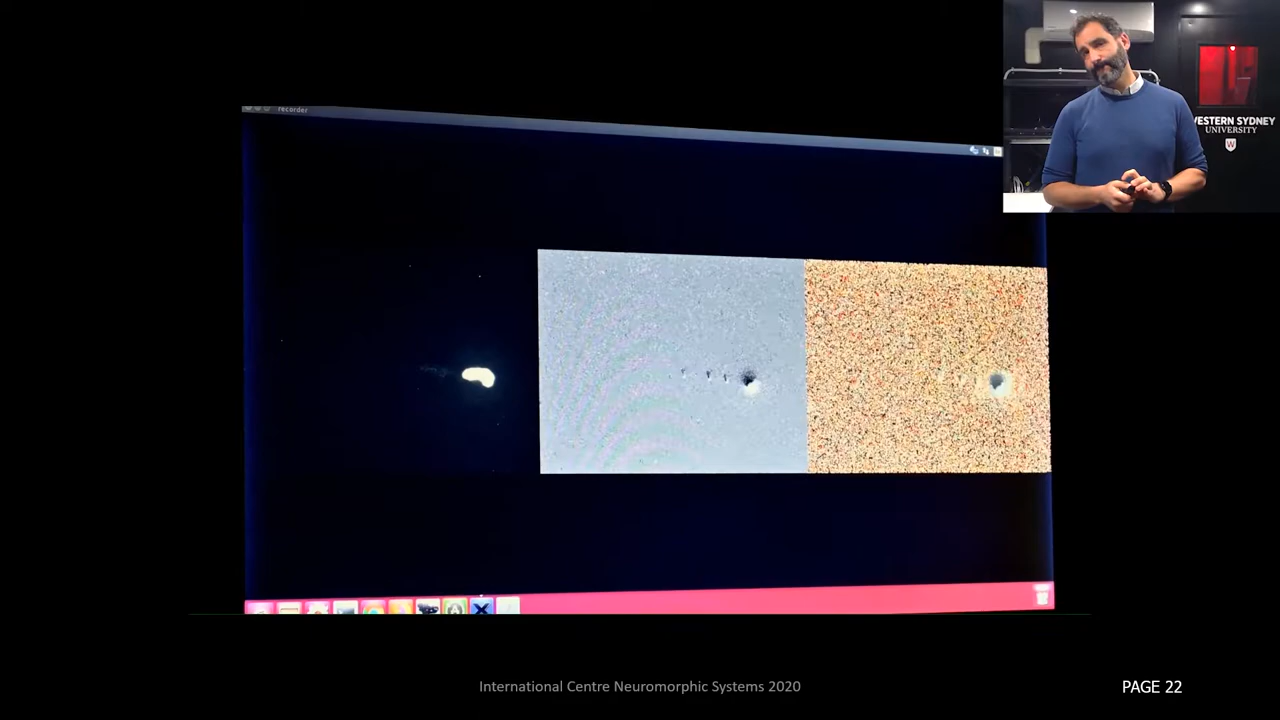 recorder
WESTERN SYDNEY
UNIVERSITY
W
International Centre Neuromorphic Systems 2020
PAGE 22